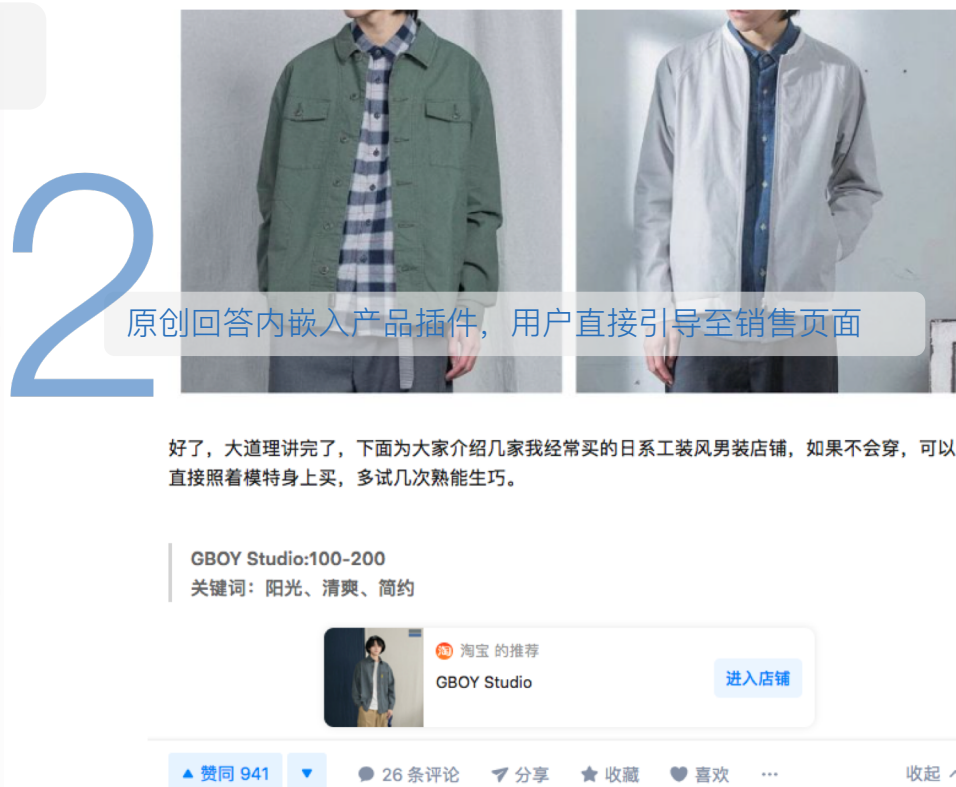 2
原创回答内嵌入产品插件，用户直接引导至销售页面
好了，大道理讲完了，下面为大家介绍几家我经常买的日系工装风男装店铺，如果不会穿，可以
直接照着模特身上买，多试几次熟能生巧。
GBOY Studio:100-200
关键词：阳光、清爽、简约
淘 淘宝 的推荐
GBOY Studio
进入店铺
赞同 941
26 条评论
分享
收藏
喜欢
收起